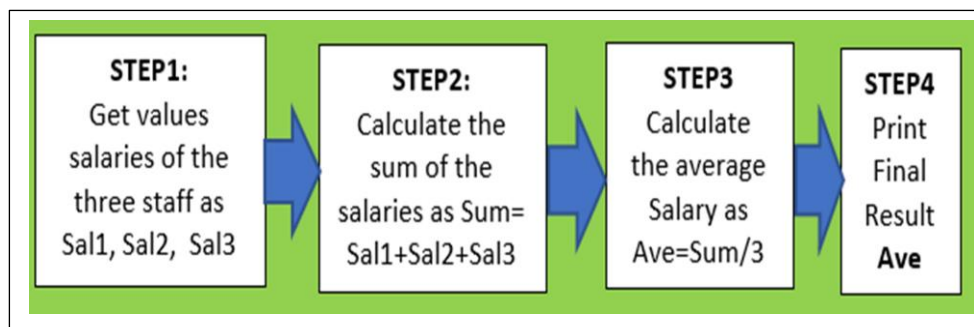 STEP1:
Get values
salaries of the
three staff as
Sal1, Sal2, Sal3
STEP2:
Calculate the
sum of the
salaries as Sum=
Sal1+Sal2+Sal3
STEP3
Calculate
the average
Salary as
Ave=Sum/3
STEP4
Print
Final
Result
Ave